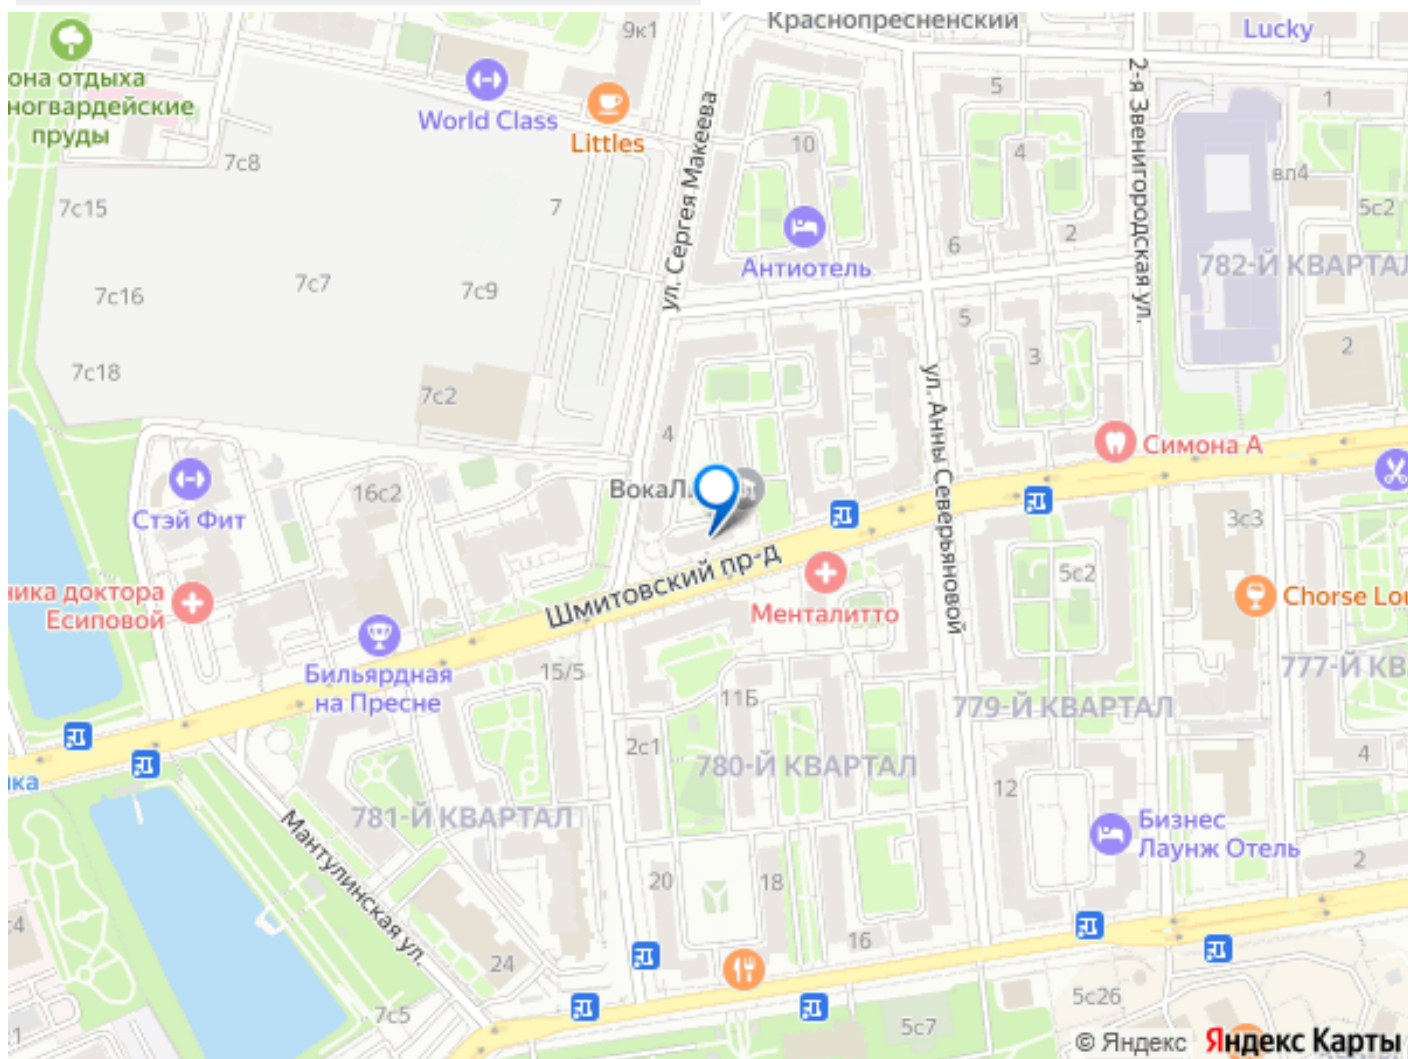 Краснопресненский
9к1
Lucky
она отдыха
ногвардейские
пруды
World Class
Littles
ул. Сергея Макеева
10
5
4
6
2
2-я Звенигородская ул.
1
вл4
5с2
7с8
7с15
7
7с7
7с16
7с9
Антиотель
782-Й КВАРТАЛ
7с18
7с2
5
3
2
4
ул. Анны Северьяновой
Симона А
16с2
Стэй Фит
ВокаЛ
3с3
Шмитовский пр-д
5с2
ника доктора
Есиповой
Менталитто
Chorse Lou
Бильярдная
на Пресне
15/5
11Б
777-Й КВ
779-Й КВАРТАЛ
2с1
780-Й КВАРТАЛ
4
ка
12
781-Й КВАРТАЛ
Мантулинская ул.
Бизнес
Лаунж Отель
2
20
18
с4
16
24
5с26
7с5
5с7
1
© Яндекс Яндекс Карты